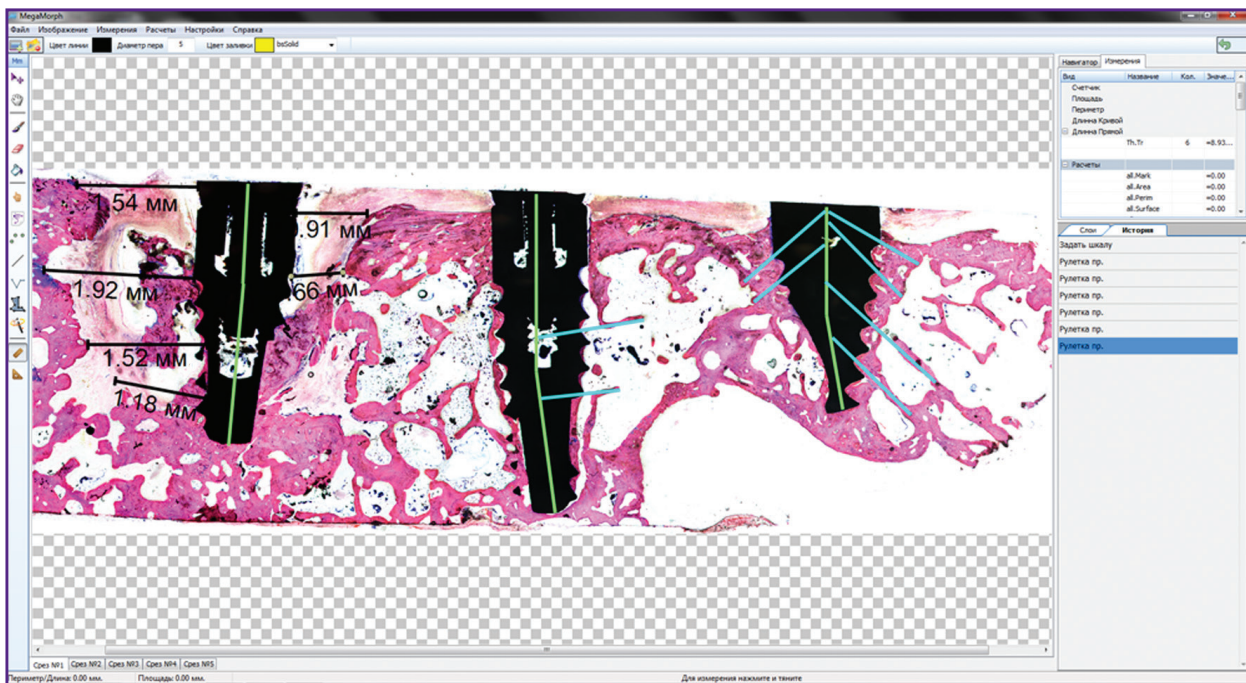 MegaMorph
Файл Изображение Измерения Расчеты Настройки Справка
Цвет линии Диаметр пера 5 Цвет заливки bsSolid
Mm
Навигатор Измерения
Вид Название Кол. Значе...
Счетчик
Площадь
Периметр
Длинна Кривой
Длинна Прямой
Th.Tr 6 =8.93...
Расчеты
all.Mark =0.00
all.Area =0.00
all.Perim =0.00
all.Surface =0.00
Слои История
Задать шкалу
Рулетка пр.
Рулетка пр.
Рулетка пр.
Рулетка пр.
Рулетка пр.
Рулетка пр.
1.54 мм
.91 мм
1.92 мм
66 мм
1.52 мм
1.18 мм
Срез №1 Срез №2 Срез №3 Срез №4 Срез №5
Периметр/Длина: 0.00 мм. Площадь: 0.00 мм. Для измерения нажмите и тяните